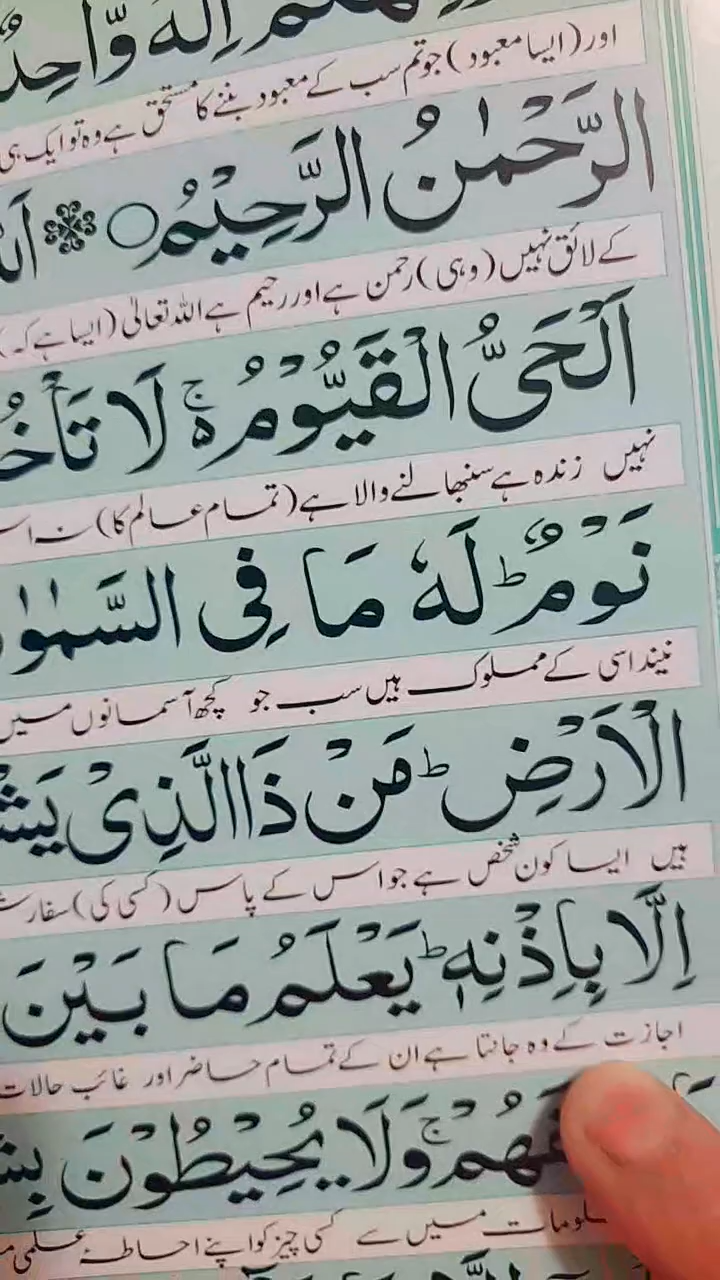 اِلٰهٌ وَّاحِدٌ
اور (ایسا معبود) جو تم سب کے معبود بننے کا مستحق ہے وہ تو ایک ہی
الرَّحْمٰنُ الرَّحِيْمُ ○
کے لائق نہیں (وہی) رحمن ہے اور رحیم ہے اللہ تعالیٰ (ایسا ہے کہ)
اَلْحَىُّ الْقَيُّوْمُ ەۚ لَا
نہیں زندہ ہے سنبھالنے والا ہے (تمام عالم کا) نہ
نَوْمٌ ؕ لَهٗ مَا فِى
نیند اسی کے مملوک ہیں سب جو کچھ آسمانوں میں
الْاَرْضِ ؕ مَنْ ذَا الَّذِىْ
ہیں ایسا کون شخص ہے جو اس کے پاس (کسی کی)
اِلَّا بِاِذْنِهٖ ؕ يَعْلَمُ مَا بَيْنَ
اجازت کے وہ جانتا ہے ان کے تمام حاضر اور غائب حالات
وَلَا يُحِيْطُوْنَ
میں سے کسی چیز کو اپنے احاطۂ علمی